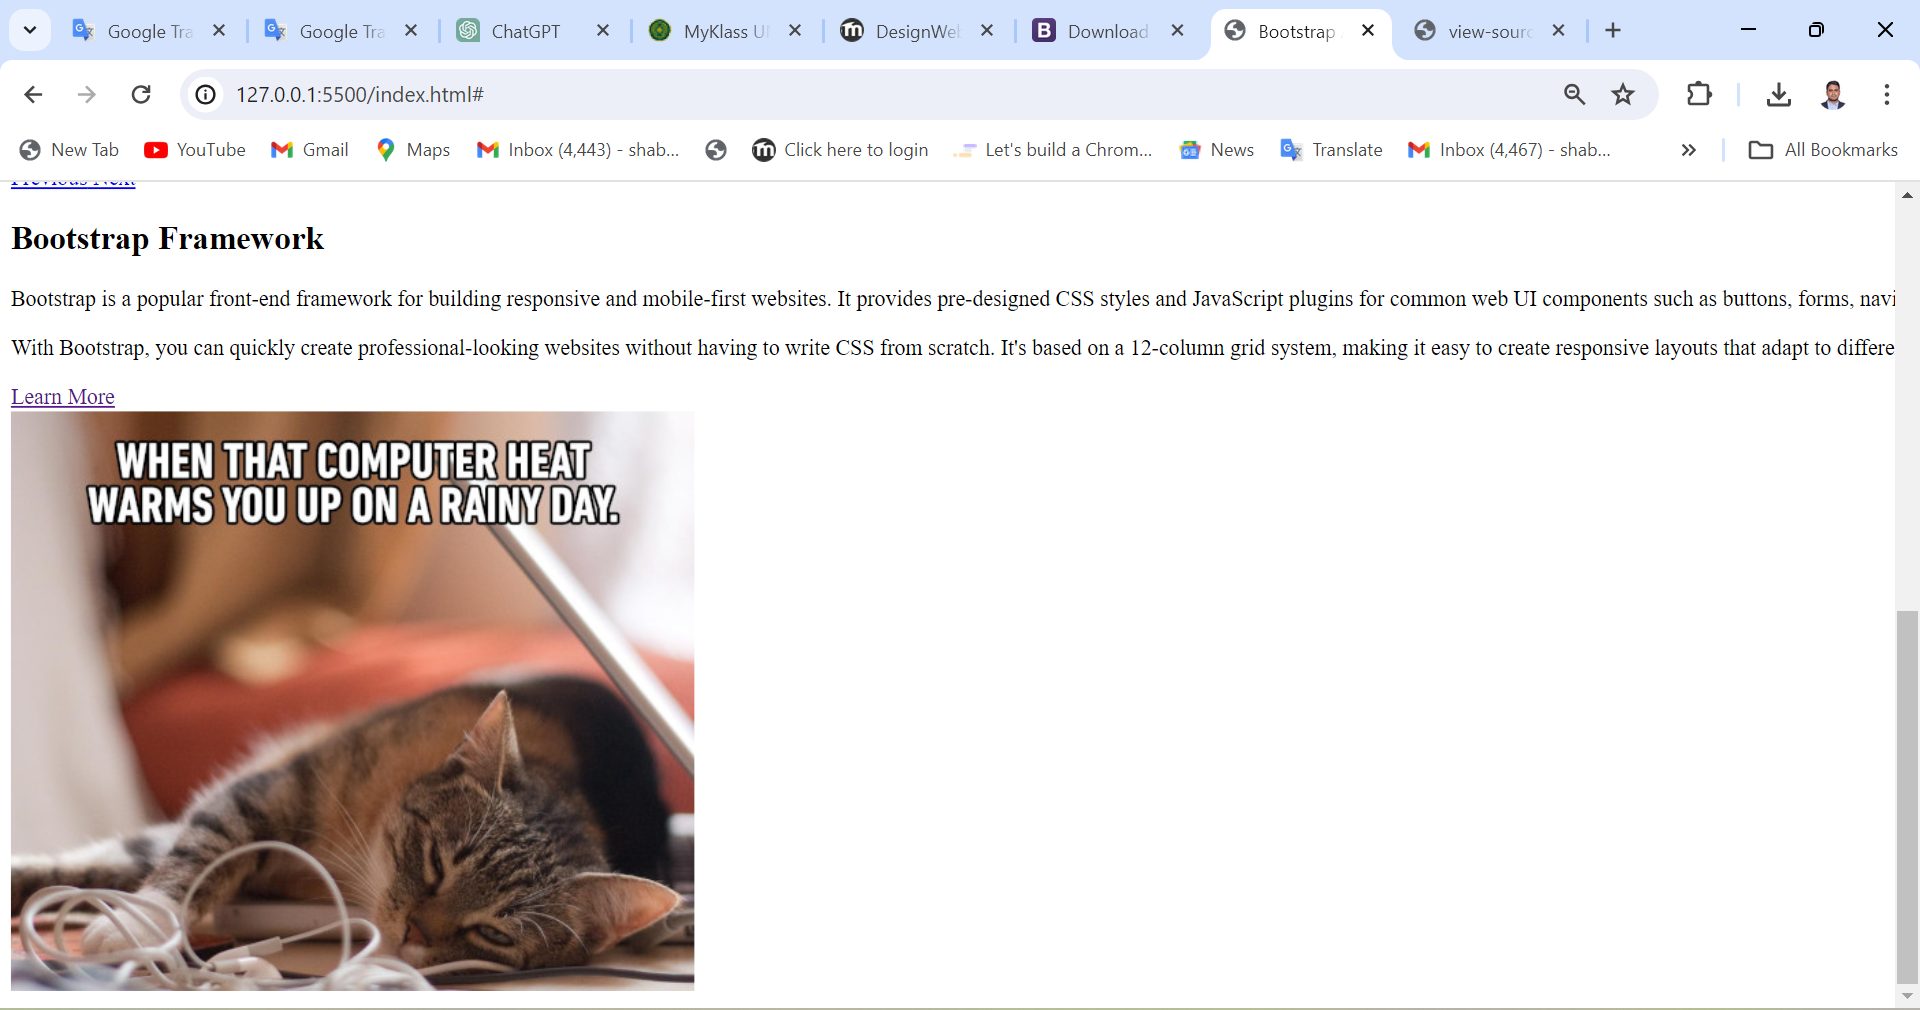 Google Tra
Google Tra
ChatGPT
MyKlass U
DesignWe
Download
Bootstrap
view-sourc
127.0.0.1:5500/index.html#
New Tab
YouTube
Gmail
Maps
Inbox (4,443) - shab...
Click here to login
Let's build a Chrom...
News
Translate
Inbox (4,467) - shab...
All Bookmarks
Previous Next
Bootstrap Framework
Bootstrap is a popular front-end framework for building responsive and mobile-first websites. It provides pre-designed CSS styles and JavaScript plugins for common web UI components such as buttons, forms, navi
With Bootstrap, you can quickly create professional-looking websites without having to write CSS from scratch. It's based on a 12-column grid system, making it easy to create responsive layouts that adapt to differe
Learn More
WHEN THAT COMPUTER HEAT
WARMS YOU UP ON A RAINY DAY.